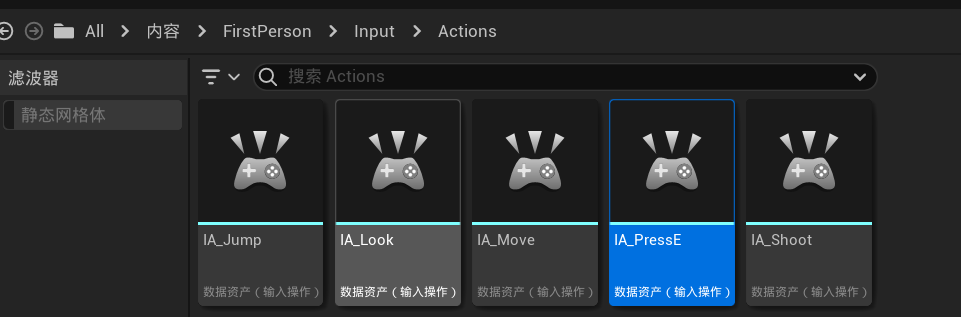 All > 内容 > FirstPerson > Input > Actions
滤波器
搜索 Actions
静态网格体
IA_Jump
数据资产（输入操作）
IA_Look
数据资产（输入操作）
IA_Move
数据资产（输入操作）
IA_PressE
数据资产（输入操作）
IA_Shoot
数据资产（输入操作）